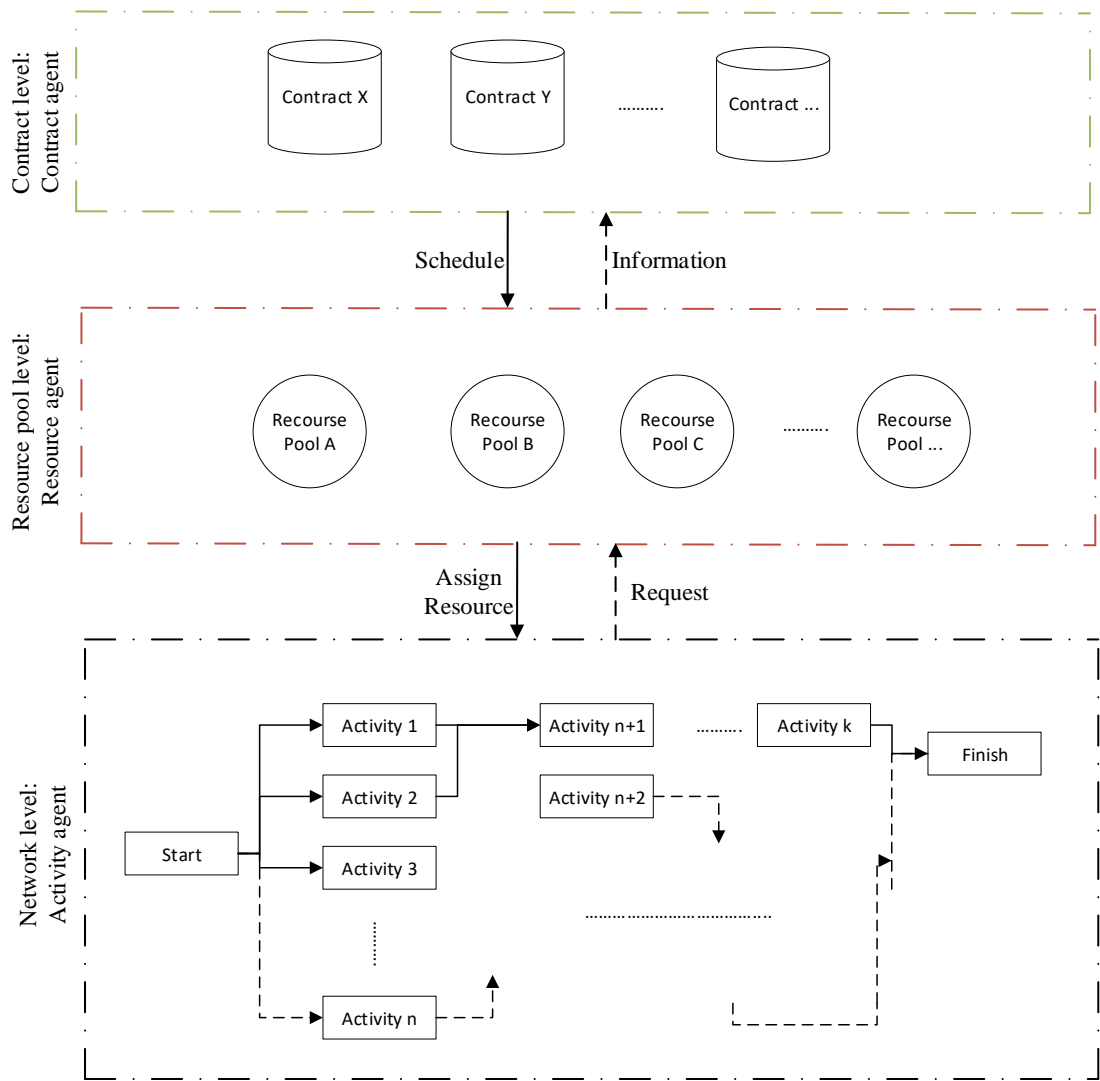 Contract level:
Contract agent
Contract X
Contract Y
..........
Contract ...
Schedule
Information
Resource pool level:
Resource agent
Recourse
Pool A
Recourse
Pool B
Recourse
Pool C
..........
Recourse
Pool ...
Assign
Resource
Request
Network level:
Activity agent
Start
Activity 1
Activity 2
Activity 3
.........
Activity n
Activity n+1
Activity n+2
..........
Activity k
Finish
.......................................